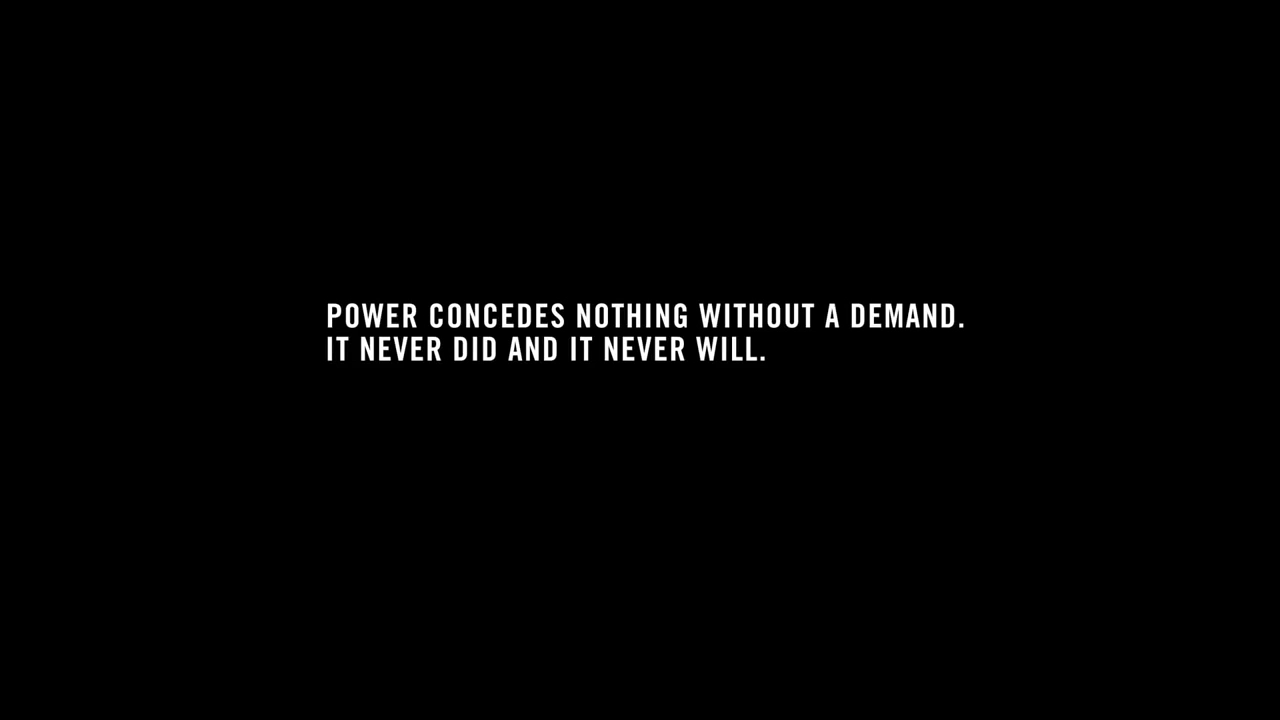 POWER CONCEDES NOTHING WITHOUT A DEMAND.
IT NEVER DID AND IT NEVER WILL.